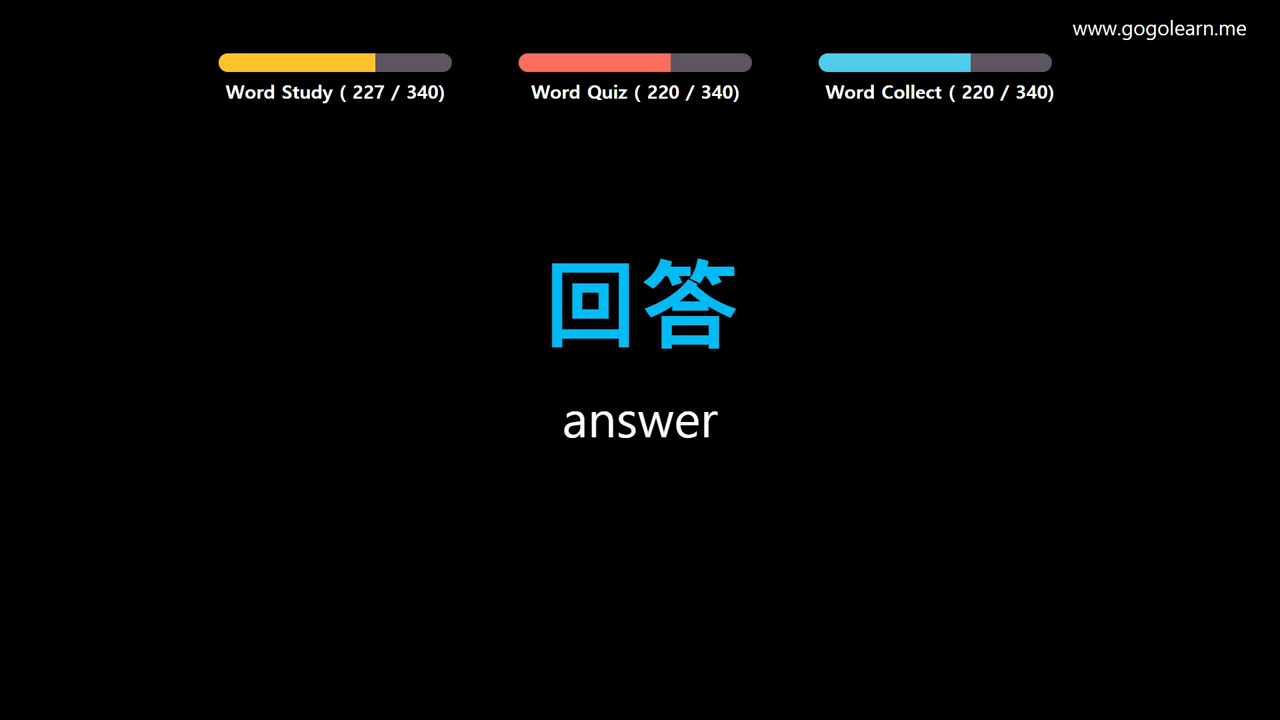 www.gogolearn.me
Word Study ( 227 / 340)
Word Quiz ( 220 / 340)
Word Collect ( 220 / 340)
回答
answer